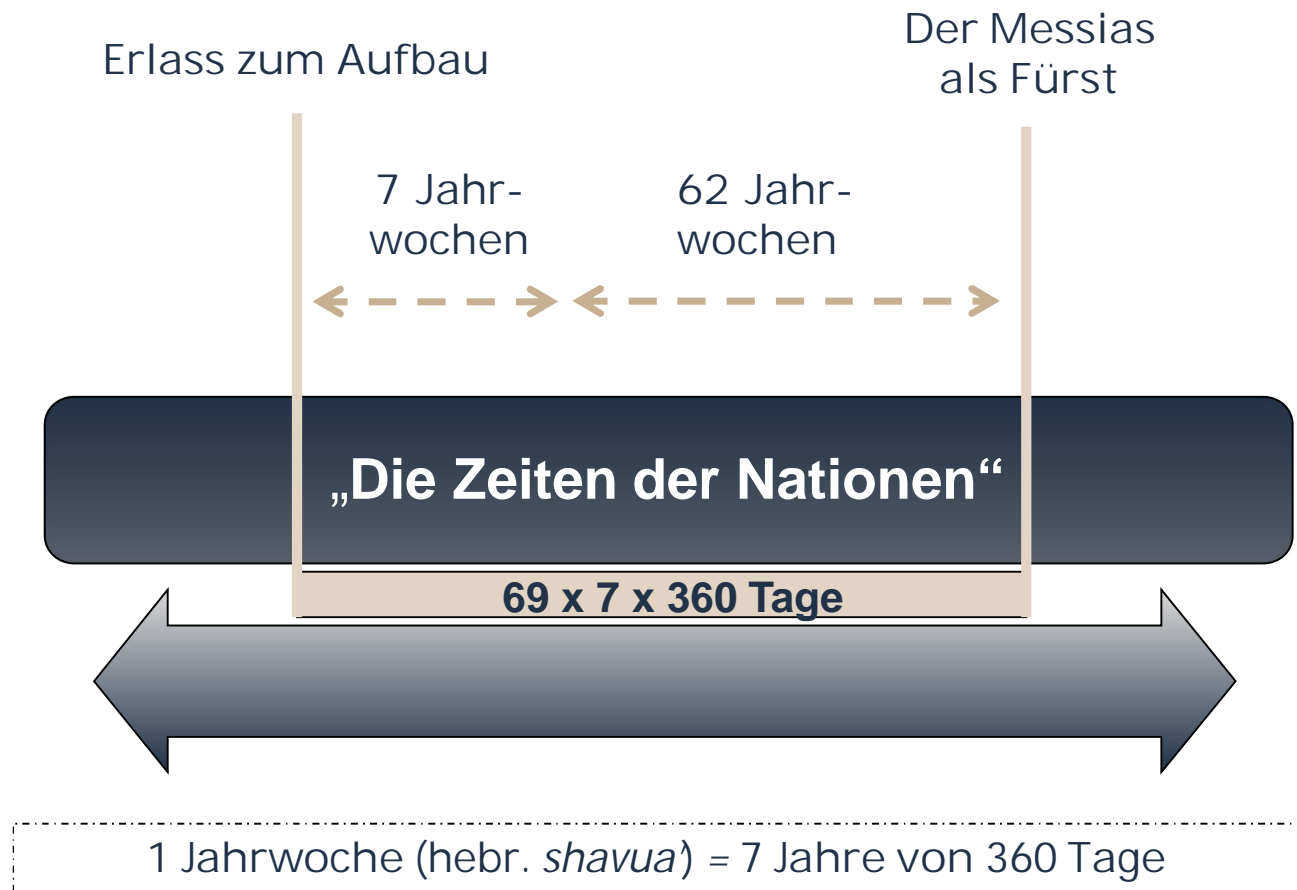 Erlass zum Aufbau
Der Messias
als Fürst
7 Jahr-
wochen
62 Jahr-
wochen
„Die Zeiten der Nationen“
69 x 7 x 360 Tage
1 Jahrwoche (hebr. shavua‛) = 7 Jahre von 360 Tage